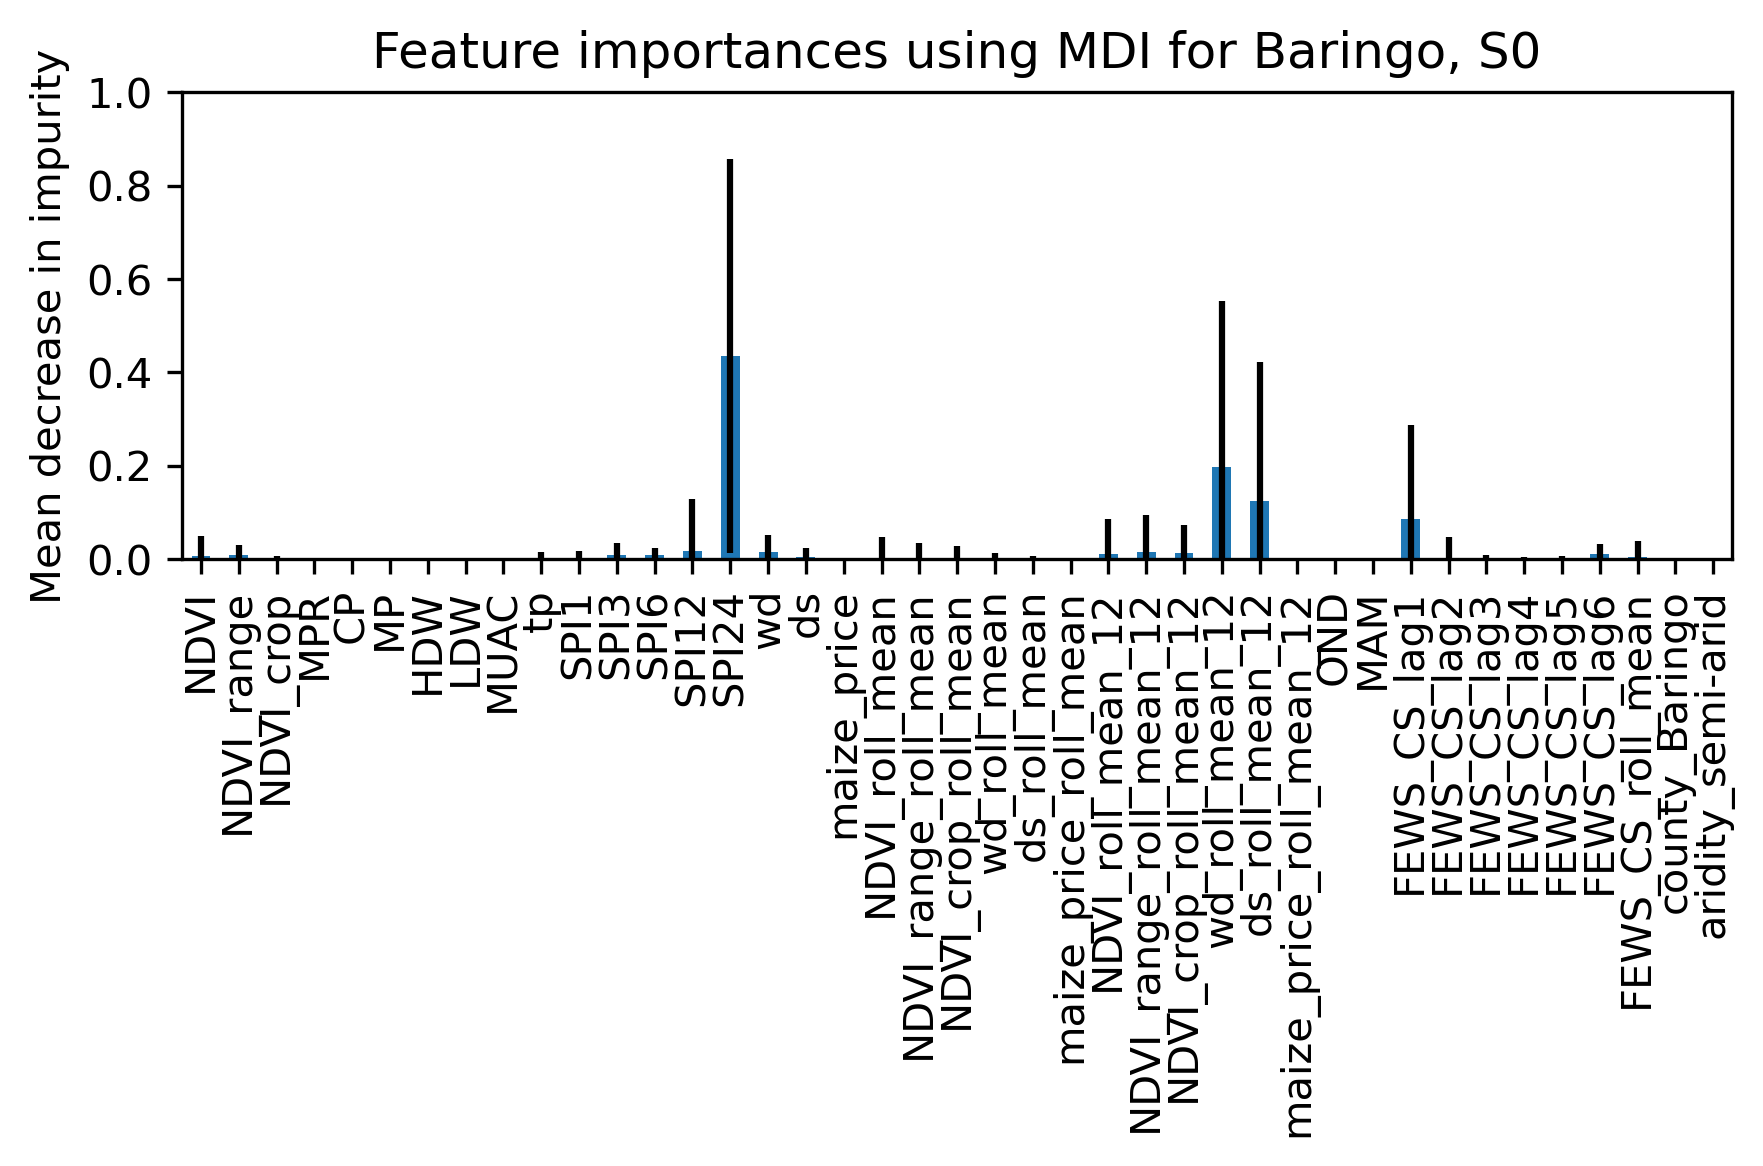 Feature importances using MDI for Baringo, S0
Mean decrease in impurity
1.0
0.8
0.6
0.4
0.2
0.0
NDVI
NDVI_range
NDVI_crop
MPR
CP
MP
HDW
LDW
MUAC
tp
SPI1
SPI3
SPI6
SPI12
SPI24
wd
ds
maize_price
NDVI_roll_mean
NDVI_range_roll_mean
NDVI_crop_roll_mean
wd_roll_mean
ds_roll_mean
maize_price_roll_mean
NDVI_roll_mean_12
NDVI_range_roll_mean_12
NDVI_crop_roll_mean_12
wd_roll_mean_12
ds_roll_mean_12
maize_price_roll_mean_12
OND
MAM
FEWS_CS_lag1
FEWS_CS_lag2
FEWS_CS_lag3
FEWS_CS_lag4
FEWS_CS_lag5
FEWS_CS_lag6
FEWS_CS_roll_mean
county_Baringo
aridity_semi-arid